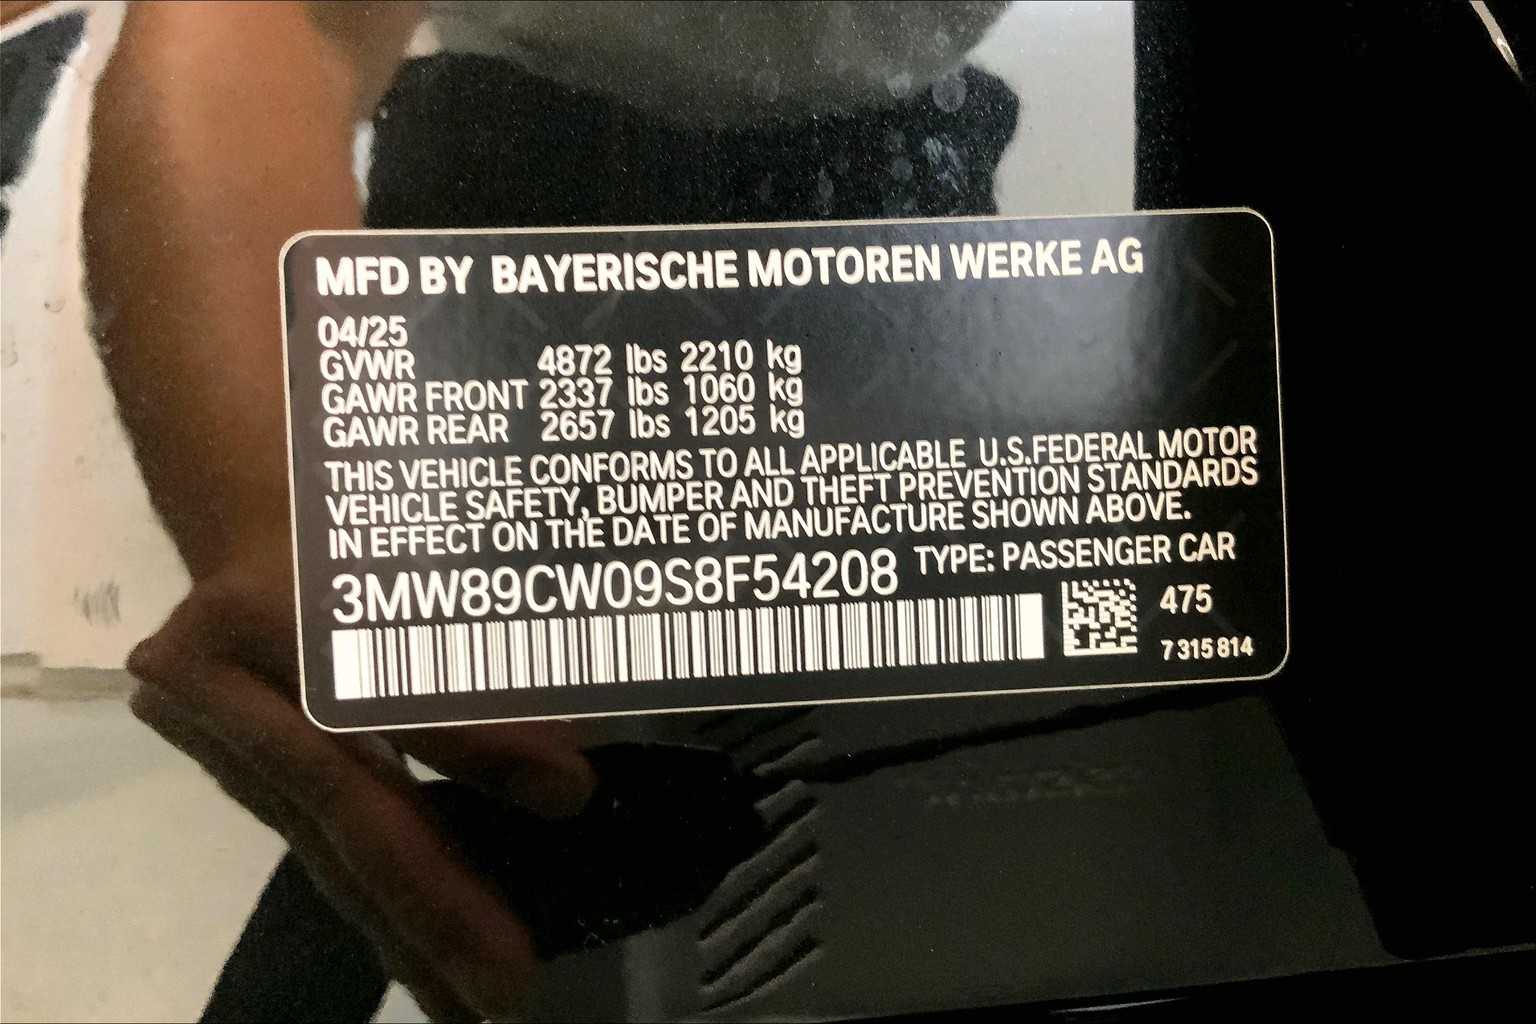 MFD BY BAYERISCHE MOTOREN WERKE AG
04/25
GVWR 4872 lbs 2210 kg
GAWR FRONT 2337 lbs 1060 kg
GAWR REAR 2657 lbs 1205 kg
THIS VEHICLE CONFORMS TO ALL APPLICABLE U.S.FEDERAL MOTOR
VEHICLE SAFETY, BUMPER AND THEFT PREVENTION STANDARDS
IN EFFECT ON THE DATE OF MANUFACTURE SHOWN ABOVE.
3MW89CW09S8F54208 TYPE: PASSENGER CAR
475
7 315 814